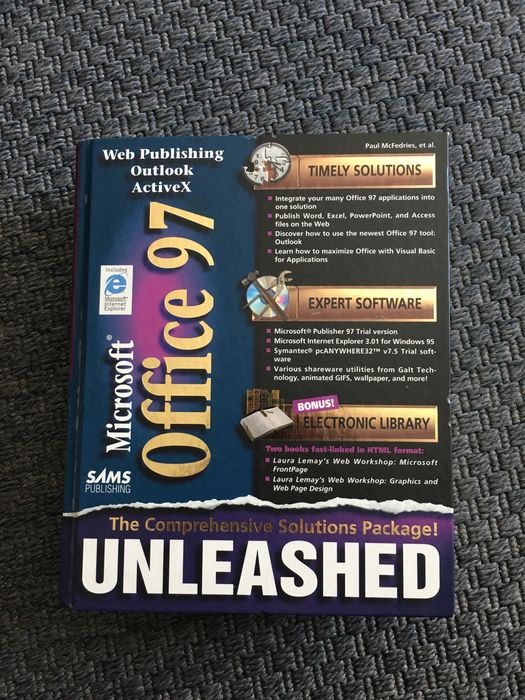 Web Publishing
Outlook
ActiveX
Includes
Microsoft
Internet
Explorer
Microsoft®
Office 97
SAMS
PUBLISHING
Paul McFedries, et al.
TIMELY SOLUTIONS
Integrate your many Office 97 applications into
one solution
Publish Word, Excel, PowerPoint, and Access
files on the Web
Discover how to use the newest Office 97 tool:
Outlook
Learn how to maximize Office with Visual Basic
for Applications
EXPERT SOFTWARE
Microsoft® Publisher 97 Trial version
Microsoft Internet Explorer 3.01 for Windows 95
Symantec® pcANYWHERE32™ v7.5 Trial soft-
ware
Various shareware utilities from Galt Tech-
nology, animated GIFS, wallpaper, and more!
BONUS!
ELECTRONIC LIBRARY
Two books fast-linked in HTML format:
Laura Lemay's Web Workshop: Microsoft
FrontPage
Laura Lemay's Web Workshop: Graphics and
Web Page Design
The Comprehensive Solutions Package!
UNLEASHED